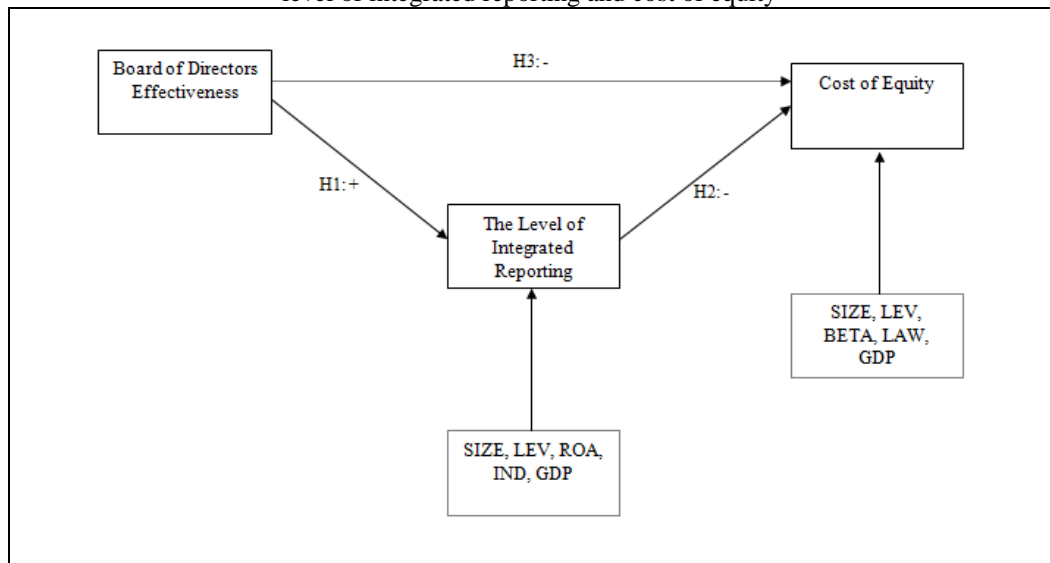 level of integrated reporting and cost of equity
Board of Directors
Effectiveness
H3: -
Cost of Equity
H1: +
H2: -
The Level of
Integrated
Reporting
SIZE, LEV,
BETA, LAW,
GDP
SIZE, LEV, ROA,
IND, GDP